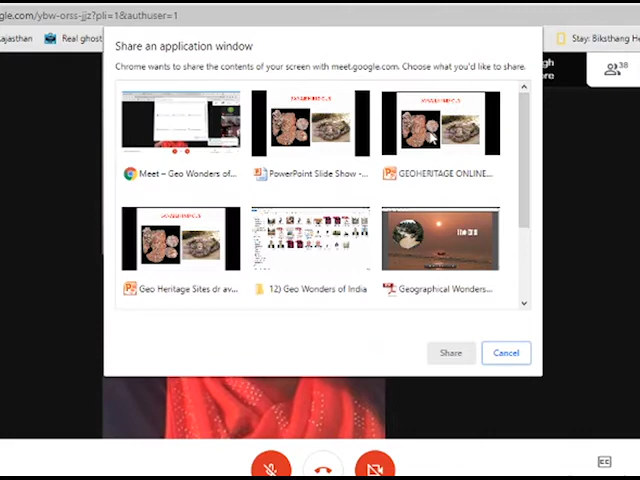 gle.com/ybw-orss-jjz?pli=1&authuser=1
Rajasthan
Real ghost
Stay: Biksthang He
Share an application window
Chrome wants to share the contents of your screen with meet.google.com. Choose what you'd like to share.
gh
ere
38
Meet – Geo Wonders of...
PowerPoint Slide Show -...
GEOHERITAGE ONLINE...
Geo Heritage Sites dr av...
12) Geo Wonders of India
Geographical Wonders...
Share
Cancel
CC